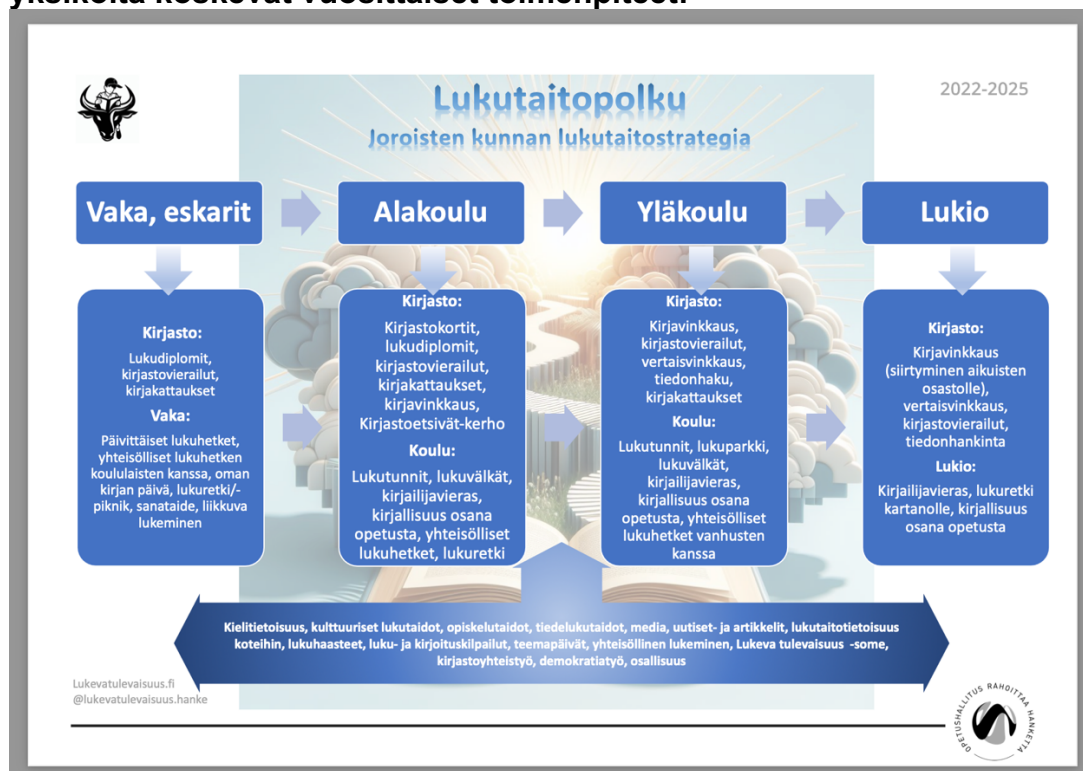 yksiköitä koskevat vuosittaiset toimenpiteet.
2022-2025
Lukutaitopolku
Joroisten kunnan lukutaitostrategia
Vaka, eskarit
Alakoulu
Yläkoulu
Lukio
Kirjasto:
Lukudiplomit,
kirjastovierailut,
kirjakattaukset
Vaka:
Päivittäiset lukuhetket,
yhteisölliset lukuhetken
koululaisten kanssa, oman
kirjan päivä, lukuretki/-
piknik, sanataide, liikkuva
lukeminen
Kirjasto:
Kirjastokortit,
lukudiplomit,
kirjastovierailut,
kirjakattaukset,
kirjavinkkaus,
Kirjastoetsivät-kerho
Koulu:
Lukutunnit, lukuvälkät,
kirjailijavieras,
kirjallisuus osana
opetusta, yhteisölliset
lukuhetket, lukuretki
Kirjasto:
Kirjavinkkaus,
kirjastovierailut,
vertaisvinkkaus,
tiedonhaku,
kirjakattaukset
Koulu:
Lukutunnit, lukuparkki,
lukuvälkät,
kirjailijavieras,
kirjallisuus osana
opetusta, yhteisölliset
lukuhetket vanhusten
kanssa
Kirjasto:
Kirjavinkkaus
(siirtyminen aikuisten
osastolle),
vertaisvinkkaus,
kirjastovierailut,
tiedonhankinta
Lukio:
Kirjailijavieras, lukuretki
kartanolle, kirjallisuus
osana opetusta
Kielitietoisuus, kulttuuriset lukutaidot, opiskelutaidot, tiedelukutaidot, media, uutiset- ja artikkelit, lukutaitotietoisuus
koteihin, lukuhaasteet, luku- ja kirjoituskilpailut, teemapäivät, yhteisöllinen lukeminen, Lukeva tulevaisuus -some,
kirjastoyhteistyö, demokratiatyö, osallisuus
Lukevatulevaisuus.fi
@lukevatulevaisuus.hanke
OPETUSHALLITUS RAHOITTAA HANKETTA